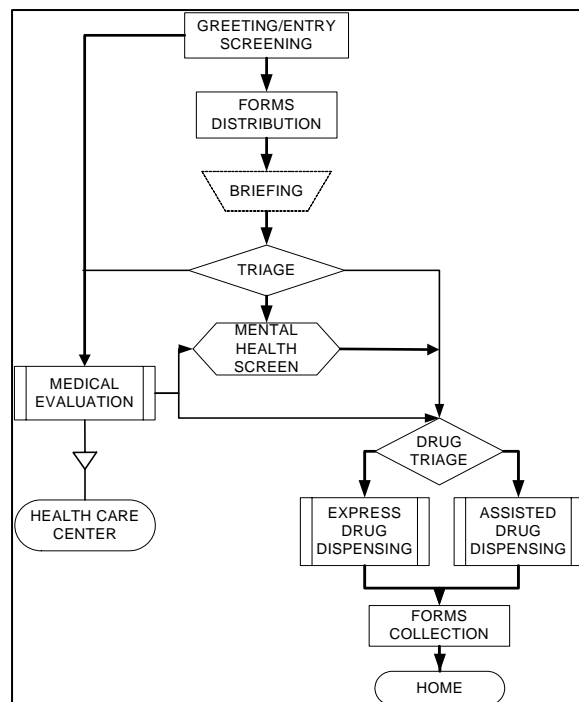 GREETING/ENTRY
SCREENING
FORMS
DISTRIBUTION
BRIEFING
TRIAGE
MENTAL
HEALTH
SCREEN
MEDICAL
EVALUATION
DRUG
TRIAGE
HEALTH CARE
CENTER
EXPRESS
DRUG
DISPENSING
ASSISTED
DRUG
DISPENSING
FORMS
COLLECTION
HOME